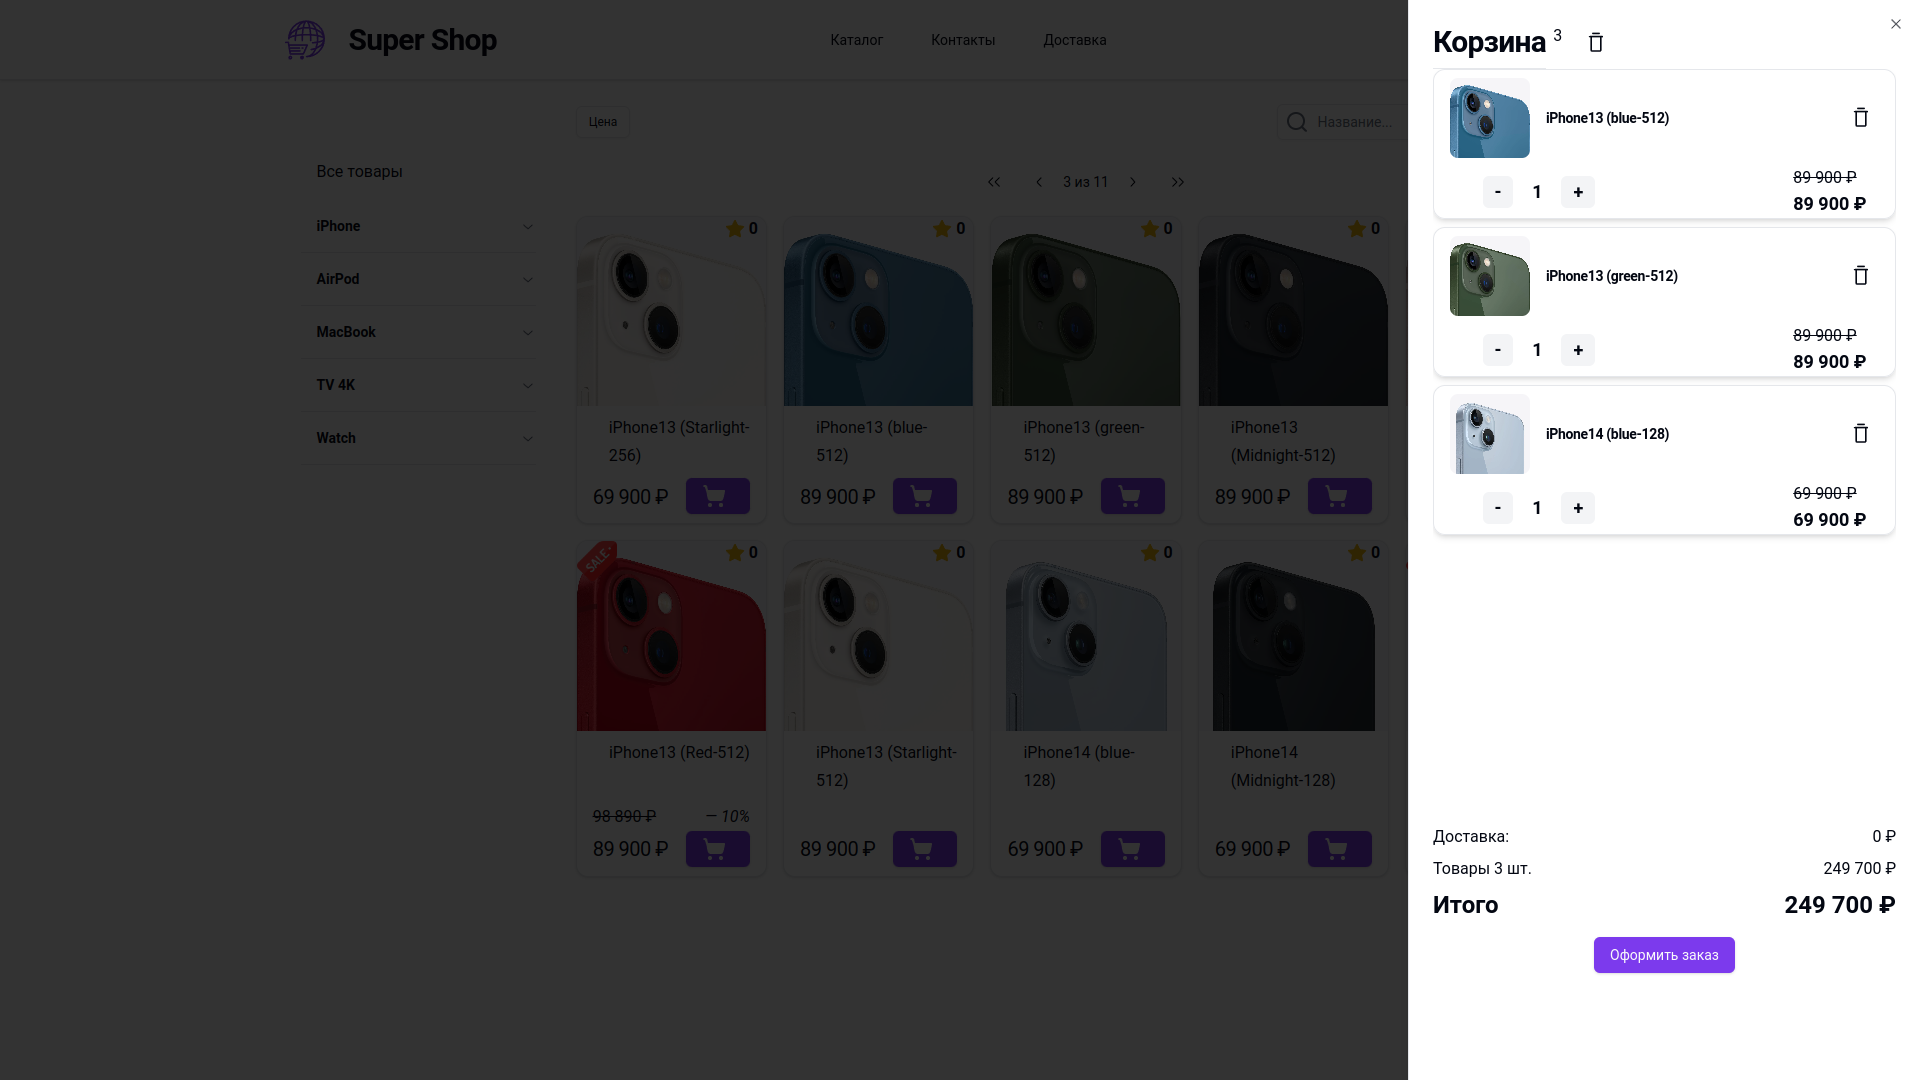 Super Shop
Каталог
Контакты
Доставка
Цена
Название...
Все товары
3 из 11
iPhone
AirPod
MacBook
TV 4K
Watch
0
0
0
0
iPhone13 (Starlight-
256)
69 900 ₽
iPhone13 (blue-
512)
89 900 ₽
iPhone13 (green-
512)
89 900 ₽
iPhone13
(Midnight-512)
89 900 ₽
SALE
0
0
0
0
iPhone13 (Red-512)
98 890 ₽
— 10%
89 900 ₽
iPhone13 (Starlight-
512)
89 900 ₽
iPhone14 (blue-
128)
69 900 ₽
iPhone14
(Midnight-128)
69 900 ₽
Корзина 3
iPhone13 (blue-512)
- 1 +
89 900 ₽
89 900 ₽
iPhone13 (green-512)
- 1 +
89 900 ₽
89 900 ₽
iPhone14 (blue-128)
- 1 +
69 900 ₽
69 900 ₽
Доставка: 0 ₽
Товары 3 шт. 249 700 ₽
Итого 249 700 ₽
Оформить заказ